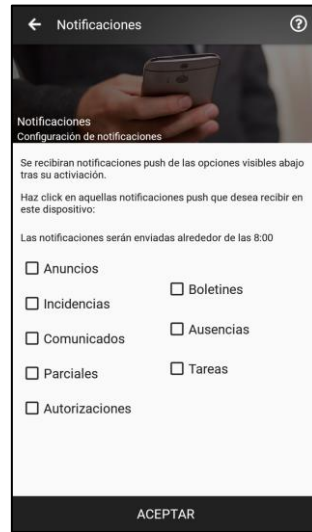 Notificaciones
Notificaciones
Configuración de notificaciones
Se recibiran notificaciones push de las opciones visibles abajo
tras su activiación.
Haz click en aquellas notificaciones push que desea recibir en
este dispositivo:
Las notificaciones serán enviadas alrededor de las 8:00
Anuncios
Incidencias
Comunicados
Parciales
Autorizaciones
Boletines
Ausencias
Tareas
ACEPTAR